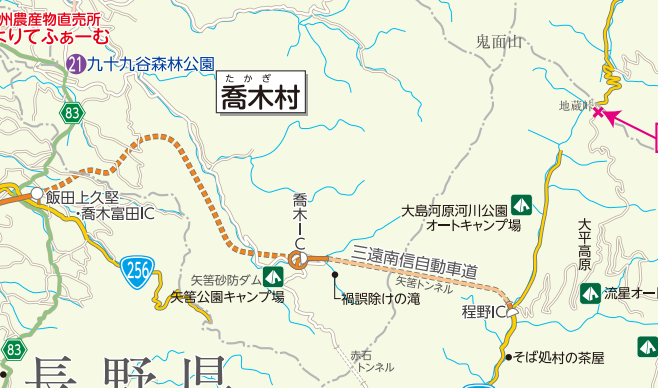 州農産物直売所
よりてふぁーむ
21 九十九谷森林公園
83
たかぎ
喬木村
鬼面山
地蔵峠
飯田上久堅
・喬木富田IC
喬木IC
256
矢筈砂防ダム
矢筈公園キャンプ場
禍誤除けの滝
三遠南信自動車道
矢筈トンネル
大島河原河川公園
オートキャンプ場
大平高原
流星オート
程野IC
そば処村の茶屋
赤石
トンネル
83
長野県